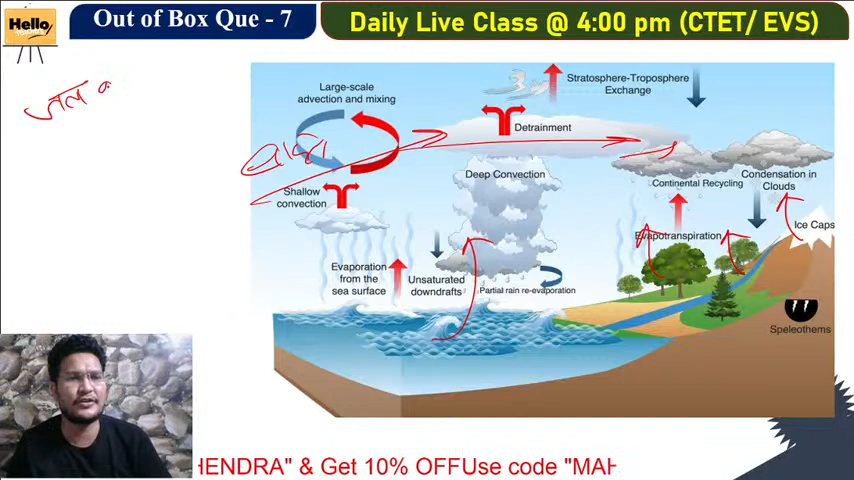 Hello
Out of Box Que - 7
Daily Live Class @ 4:00 pm (CTET/ EVS)
जल
Large-scale
advection and mixing
Stratosphere-Troposphere
Exchange
Detrainment
Deep Convection
Continental Recycling
Condensation in
Clouds
Shallow
convection
Ice Caps
Evapotranspiration
Evaporation
from the
sea surface
Unsaturated
downdrafts
Partial rain re-evaporation
Speleothems
HENDRA" & Get 10% OFFUse code "MAH